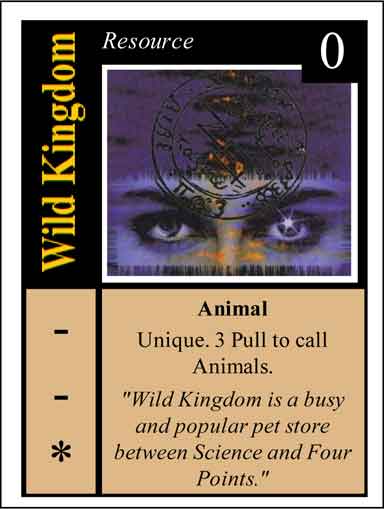 Resource
0
Wild Kingdom
-
-
*
Animal
Unique. 3 Pull to call
Animals.
"Wild Kingdom is a busy
and popular pet store
between Science and Four
Points."